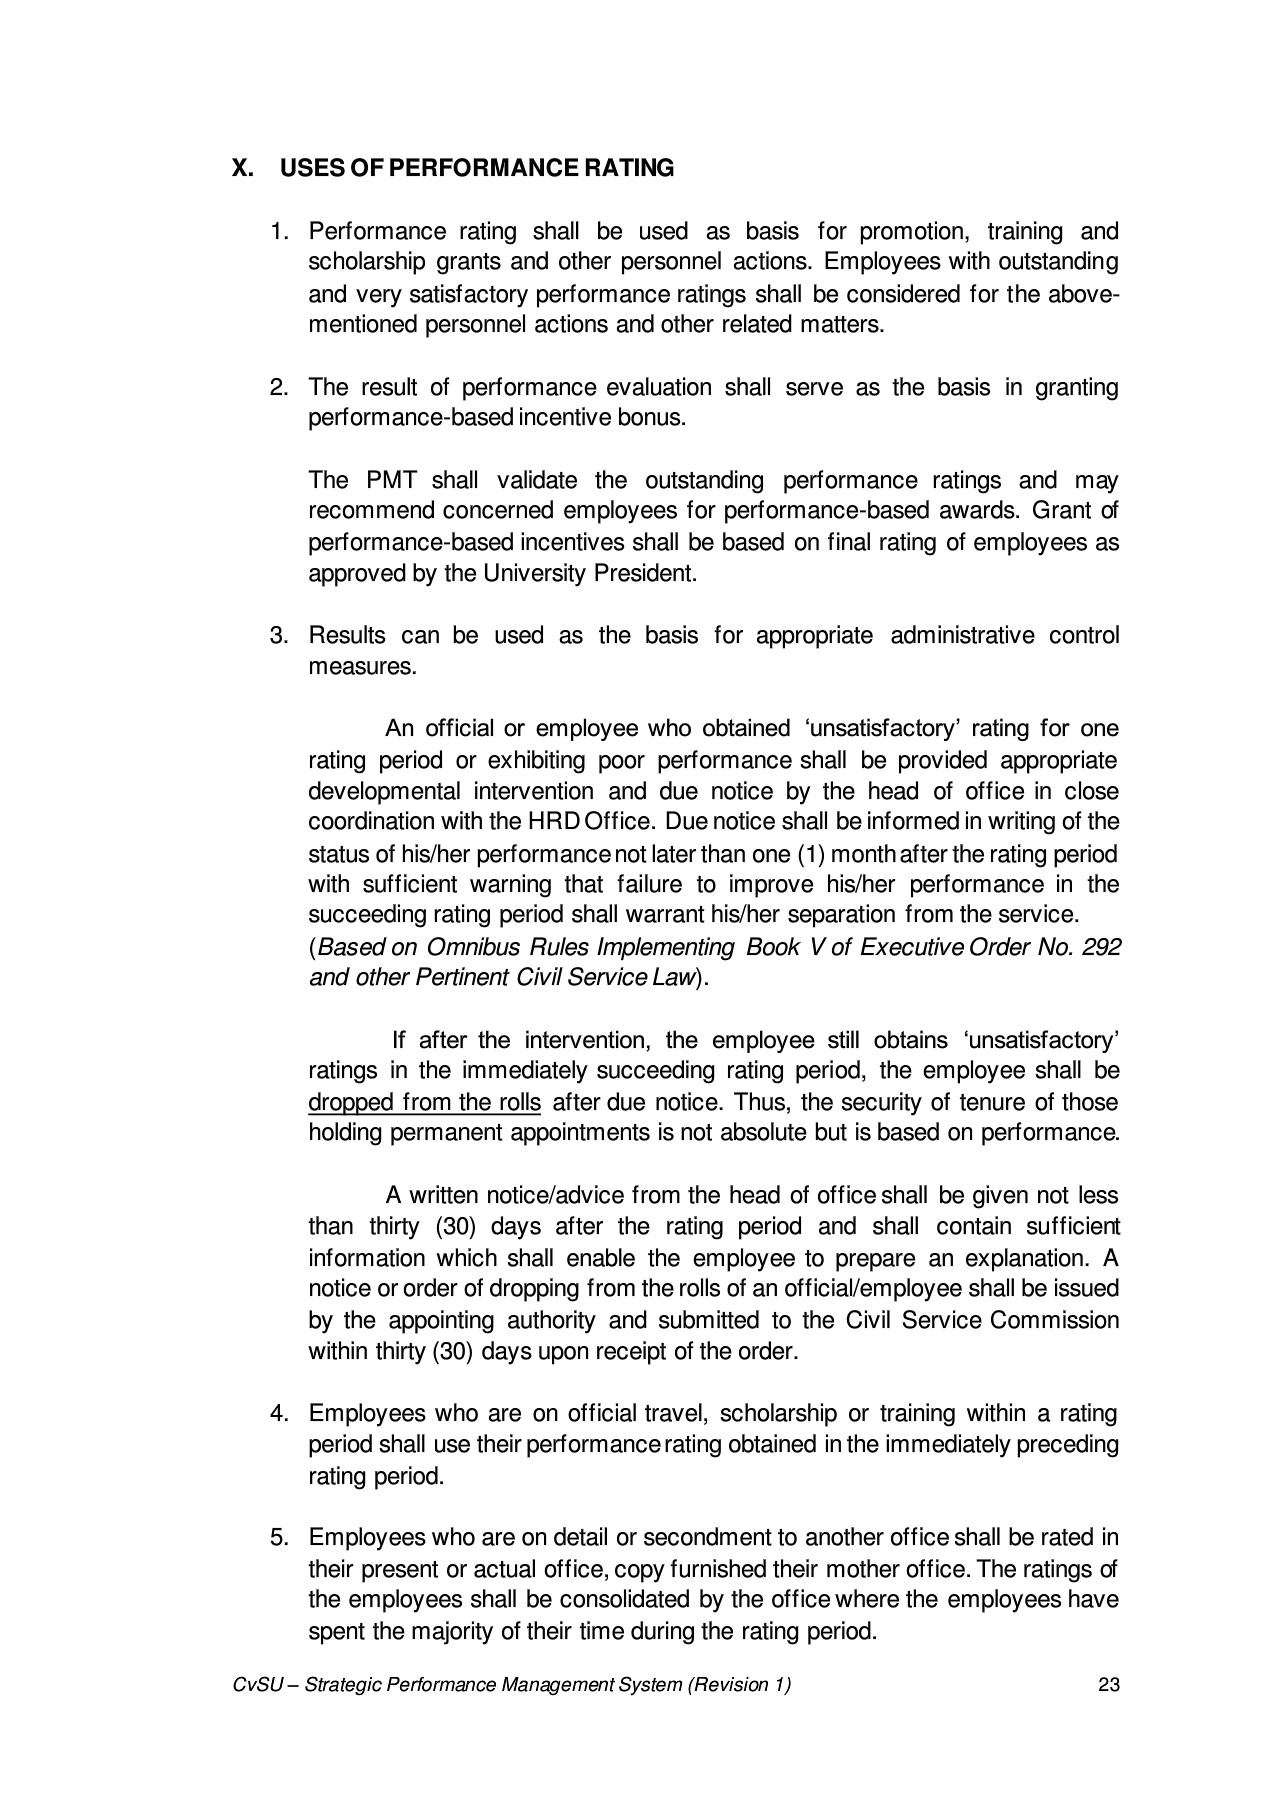 X. USES OF PERFORMANCE RATING
1. Performance rating shall be used as basis for promotion, training and
scholarship grants and other personnel actions. Employees with outstanding
and very satisfactory performance ratings shall be considered for the above-
mentioned personnel actions and other related matters.
2. The result of performance evaluation shall serve as the basis in granting
performance-based incentive bonus.
The PMT shall validate the outstanding performance ratings and may
recommend concerned employees for performance-based awards. Grant of
performance-based incentives shall be based on final rating of employees as
approved by the University President.
3. Results can be used as the basis for appropriate administrative control
measures.
An official or employee who obtained ‘unsatisfactory’ rating for one
rating period or exhibiting poor performance shall be provided appropriate
developmental intervention and due notice by the head of office in close
coordination with the HRD Office. Due notice shall be informed in writing of the
status of his/her performance not later than one (1) month after the rating period
with sufficient warning that failure to improve his/her performance in the
succeeding rating period shall warrant his/her separation from the service.
(Based on Omnibus Rules Implementing Book V of Executive Order No. 292
and other Pertinent Civil Service Law).
If after the intervention, the employee still obtains ‘unsatisfactory’
ratings in the immediately succeeding rating period, the employee shall be
dropped from the rolls after due notice. Thus, the security of tenure of those
holding permanent appointments is not absolute but is based on performance.
A written notice/advice from the head of office shall be given not less
than thirty (30) days after the rating period and shall contain sufficient
information which shall enable the employee to prepare an explanation. A
notice or order of dropping from the rolls of an official/employee shall be issued
by the appointing authority and submitted to the Civil Service Commission
within thirty (30) days upon receipt of the order.
4. Employees who are on official travel, scholarship or training within a rating
period shall use their performance rating obtained in the immediately preceding
rating period.
5. Employees who are on detail or secondment to another office shall be rated in
their present or actual office, copy furnished their mother office. The ratings of
the employees shall be consolidated by the office where the employees have
spent the majority of their time during the rating period.
CvSU – Strategic Performance Management System (Revision 1) 23